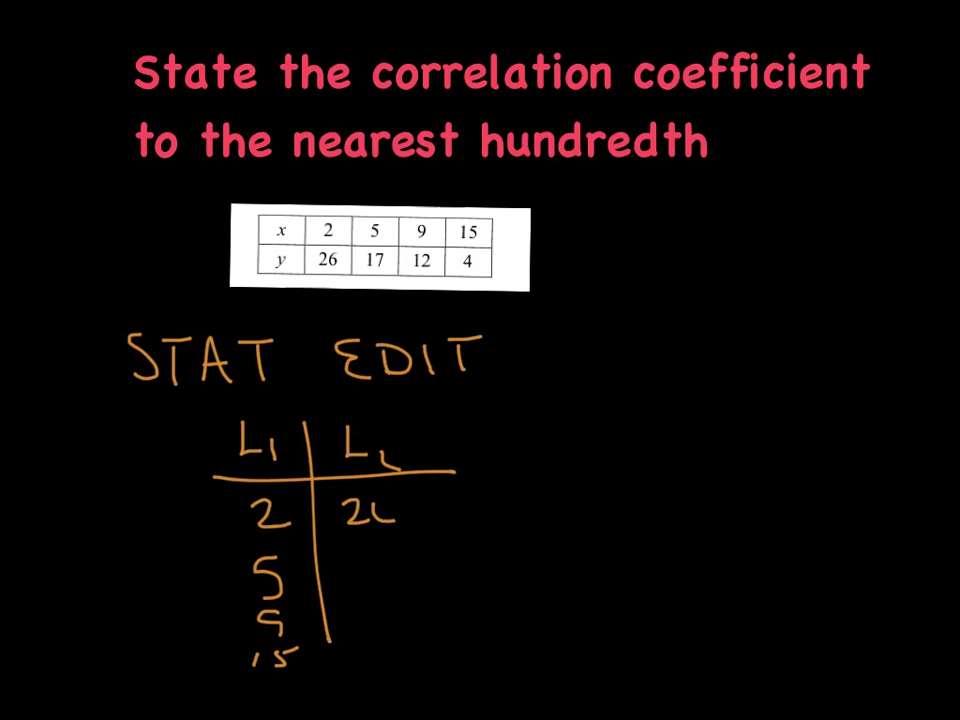 State the correlation coefficient
to the nearest hundredth
x 2 5 9 15
y 26 17 12 4
STAT EDIT
L1 L2
2
5
9
15